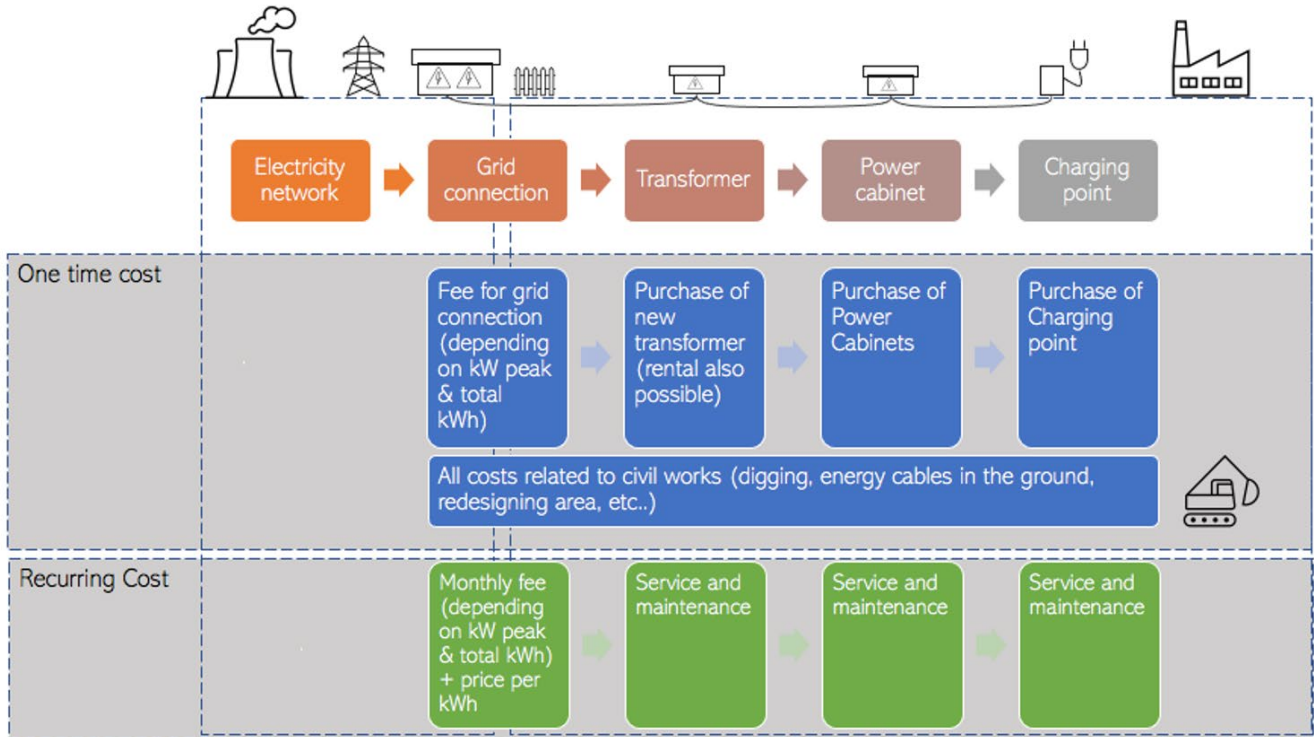 Electricity
network
Grid
connection
Transformer
Power
cabinet
Charging
point
One time cost
Fee for grid
connection
(depending
on kW peak
& total
kWh)
Purchase of
new
transformer
(rental also
possible)
Purchase of
Power
Cabinets
Purchase of
Charging
point
All costs related to civil works (digging, energy cables in the ground,
redesigning area, etc..)
Recurring Cost
Monthly fee
(depending
on kW peak
& total kWh)
+ price per
kWh
Service and
maintenance
Service and
maintenance
Service and
maintenance